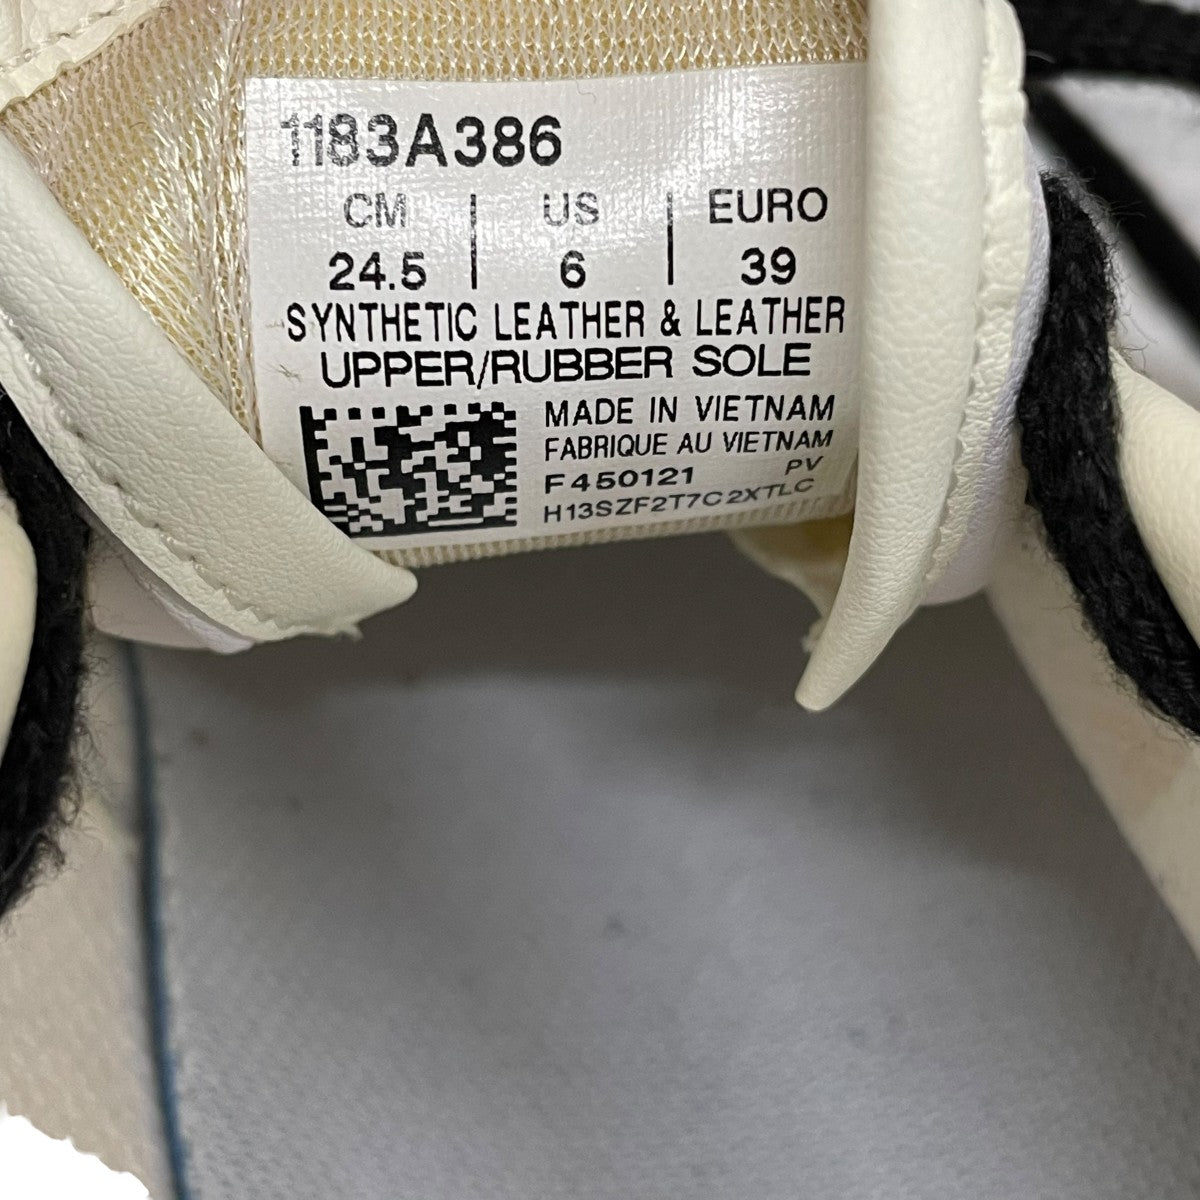 1183A386
CM | US | EURO
24.5 | 6 | 39
SYNTHETIC LEATHER & LEATHER
UPPER/RUBBER SOLE
MADE IN VIETNAM
FABRIQUE AU VIETNAM
F450121 PV
H13SZF2T7C2XTLC